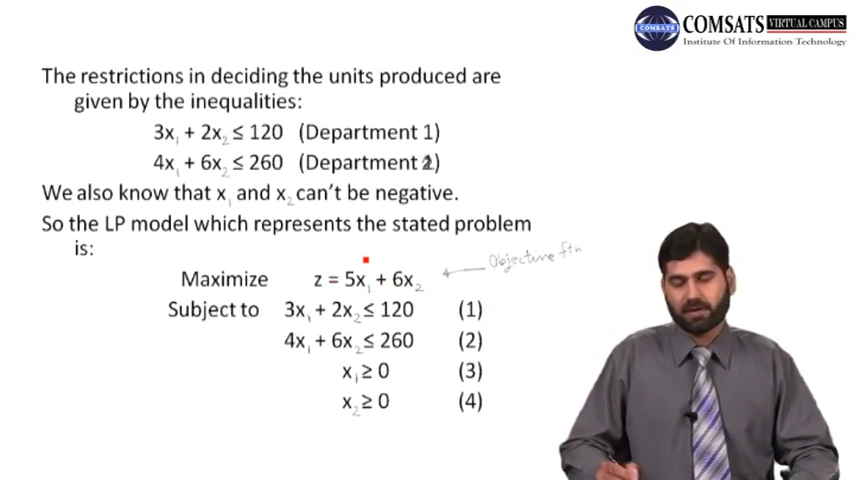 COMSATS VIRTUAL CAMPUS
COMSATS
Institute Of Information Technology
The restrictions in deciding the units produced are
given by the inequalities:
3x₁ + 2x₂ ≤ 120 (Department 1)
4x₁ + 6x₂ ≤ 260 (Department 2)
We also know that x₁ and x₂ can't be negative.
So the LP model which represents the stated problem
is:
Objective ftn
Maximize z = 5x₁ + 6x₂
Subject to 3x₁ + 2x₂ ≤ 120 (1)
4x₁ + 6x₂ ≤ 260 (2)
x₁ ≥ 0 (3)
x₂ ≥ 0 (4)